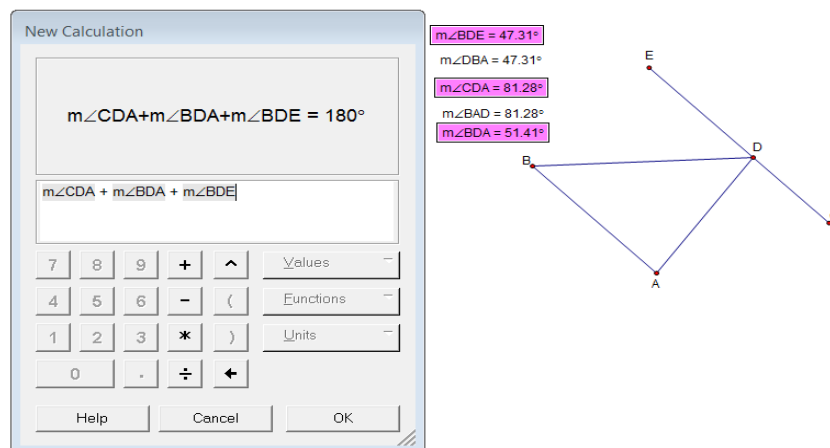 New Calculation
m∠CDA+m∠BDA+m∠BDE = 180°
m∠CDA + m∠BDA + m∠BDE
7 8 9 + ^ Values
4 5 6 - ( Functions
1 2 3 * ) Units
0 . ÷
Help Cancel OK
m∠BDE = 47.31°
m∠DBA = 47.31°
m∠CDA = 81.28°
m∠BAD = 81.28°
m∠BDA = 51.41°
E
D
B
A